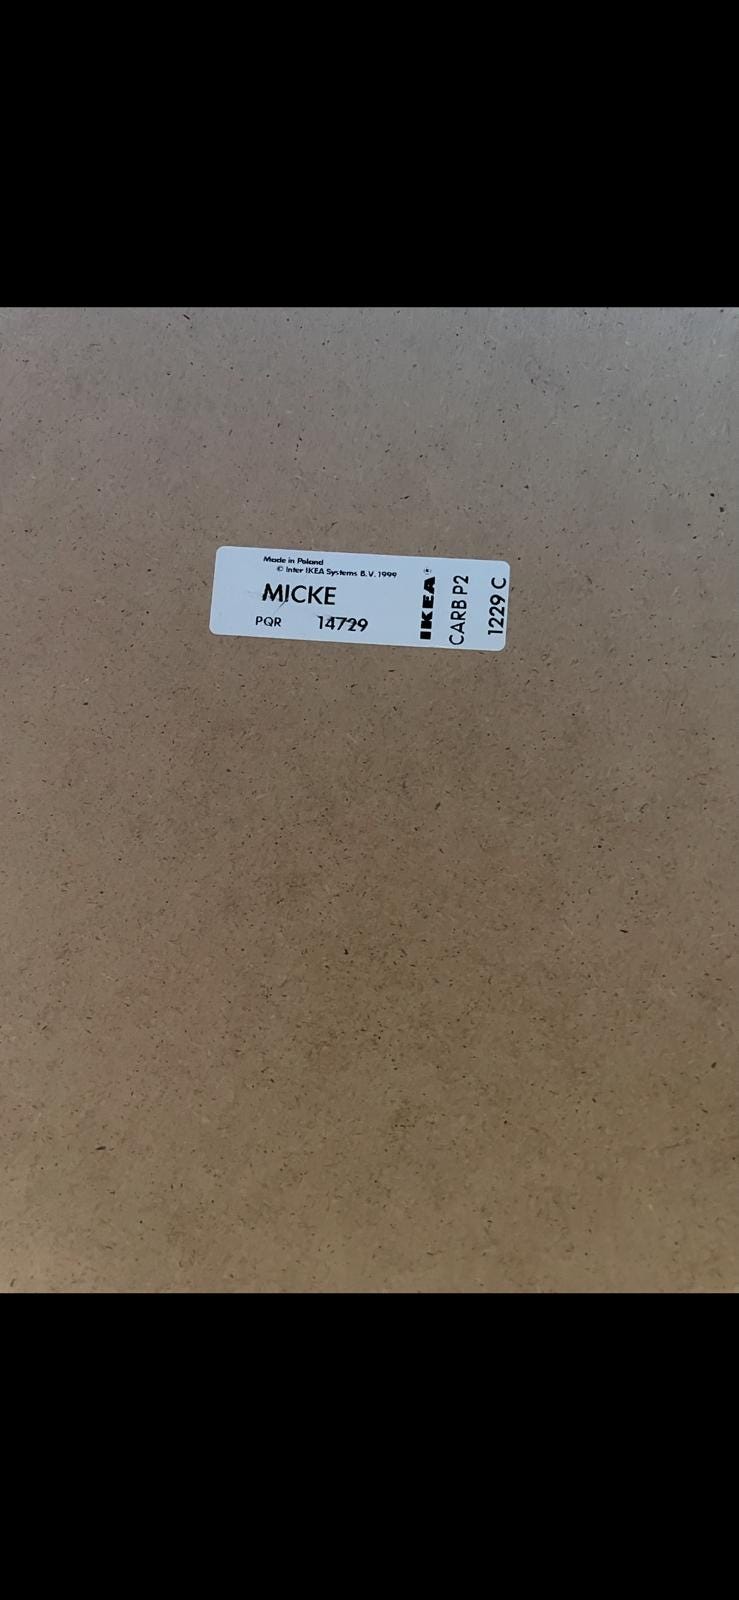 Made in Poland
© Inter IKEA Systems B.V. 1999
MICKE
PQR 14729
IKEA®
CARB P2
1229 C